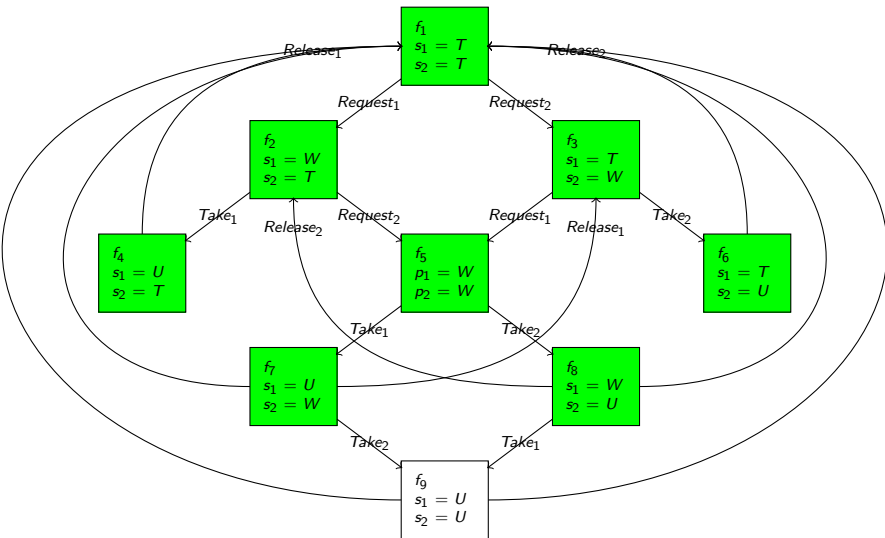 f₁
s₁ = T
s₂ = T
Release₁
Release₂
Request₁
Request₂
f₂
s₁ = W
s₂ = T
f₃
s₁ = T
s₂ = W
Take₁
Request₂
Request₁
Take₂
Release₂
Release₁
f₄
s₁ = U
s₂ = T
f₅
p₁ = W
p₂ = W
f₆
s₁ = T
s₂ = U
Take₁
Take₂
f₇
s₁ = U
s₂ = W
f₈
s₁ = W
s₂ = U
Take₂
Take₁
f₉
s₁ = U
s₂ = U